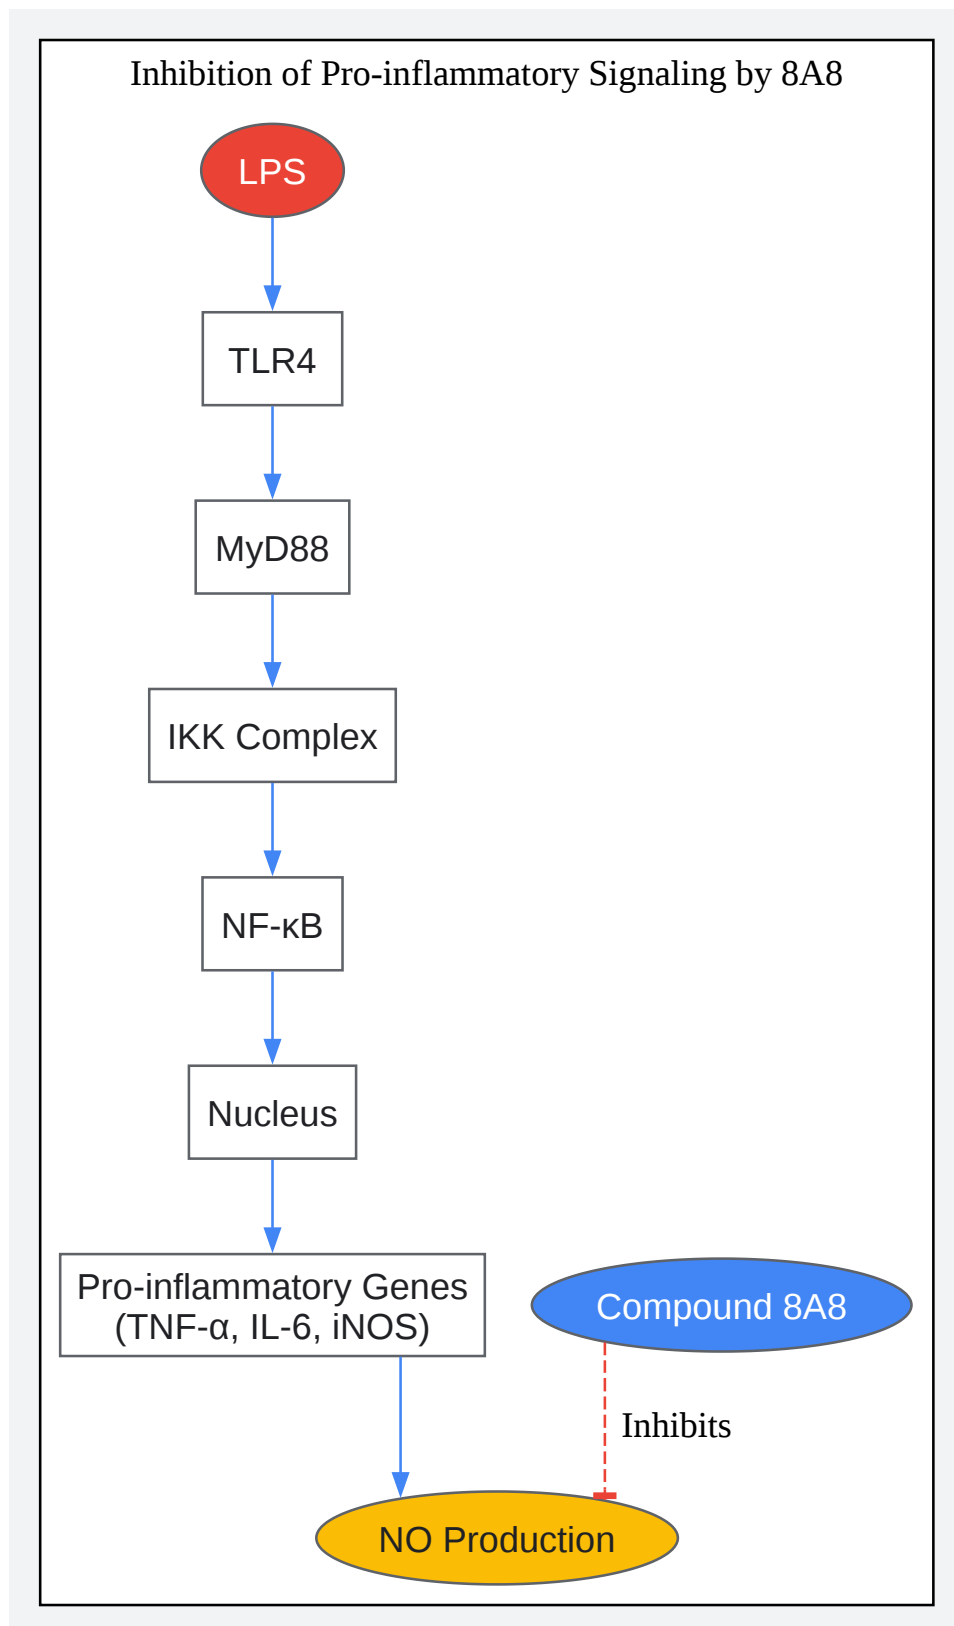 Inhibition of Pro-inflammatory Signaling by 8A8
LPS
TLR4
MyD88
IKK Complex
NF-κB
Nucleus
Pro-inflammatory Genes
(TNF-α, IL-6, iNOS)
Compound 8A8
Inhibits
NO Production